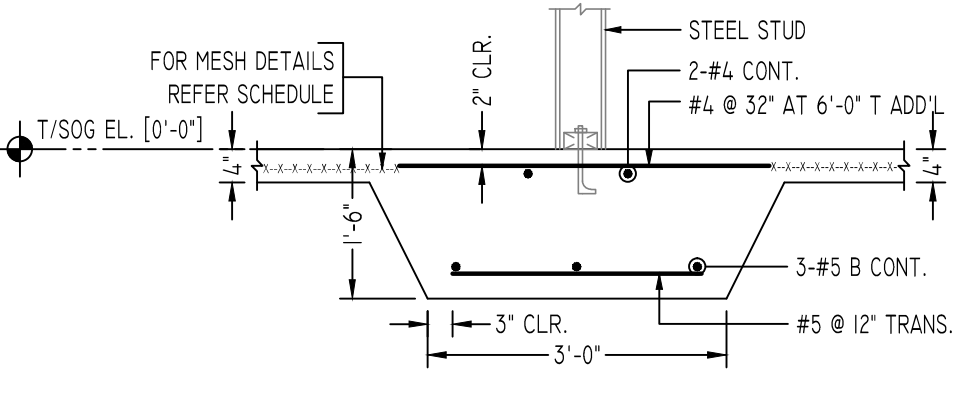 STEEL STUD
FOR MESH DETAILS
REFER SCHEDULE
2" CLR.
2-#4 CONT.
#4 @ 32" AT 6'-0" T ADD'L
T/SOG EL. [0'-0"]
4"
4"
1'-6"
3-#5 B CONT.
3" CLR.
#5 @ 12" TRANS.
3'-0"